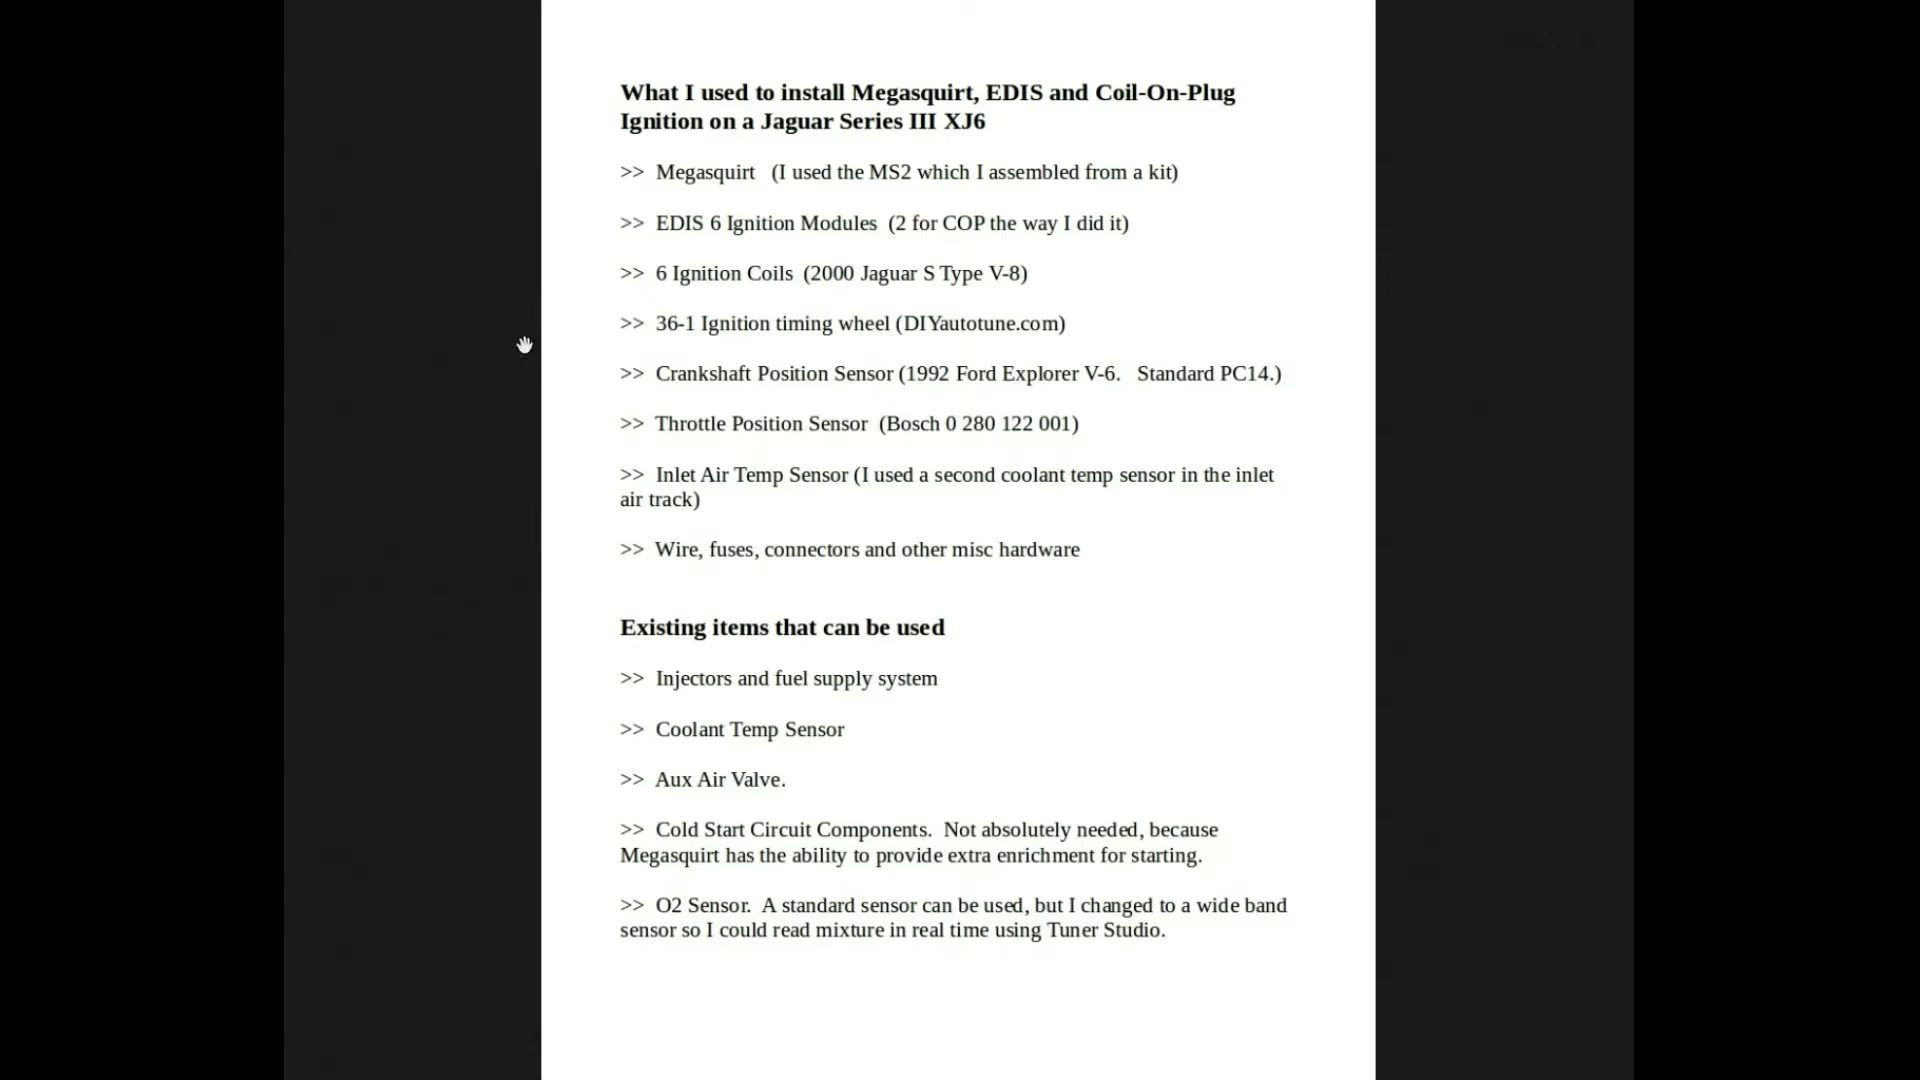 What I used to install Megasquirt, EDIS and Coil-On-Plug
Ignition on a Jaguar Series III XJ6
>> Megasquirt (I used the MS2 which I assembled from a kit)
>> EDIS 6 Ignition Modules (2 for COP the way I did it)
>> 6 Ignition Coils (2000 Jaguar S Type V-8)
>> 36-1 Ignition timing wheel (DIYautotune.com)
>> Crankshaft Position Sensor (1992 Ford Explorer V-6. Standard PC14.)
>> Throttle Position Sensor (Bosch 0 280 122 001)
>> Inlet Air Temp Sensor (I used a second coolant temp sensor in the inlet
air track)
>> Wire, fuses, connectors and other misc hardware
Existing items that can be used
>> Injectors and fuel supply system
>> Coolant Temp Sensor
>> Aux Air Valve.
>> Cold Start Circuit Components. Not absolutely needed, because
Megasquirt has the ability to provide extra enrichment for starting.
>> O2 Sensor. A standard sensor can be used, but I changed to a wide band
sensor so I could read mixture in real time using Tuner Studio.